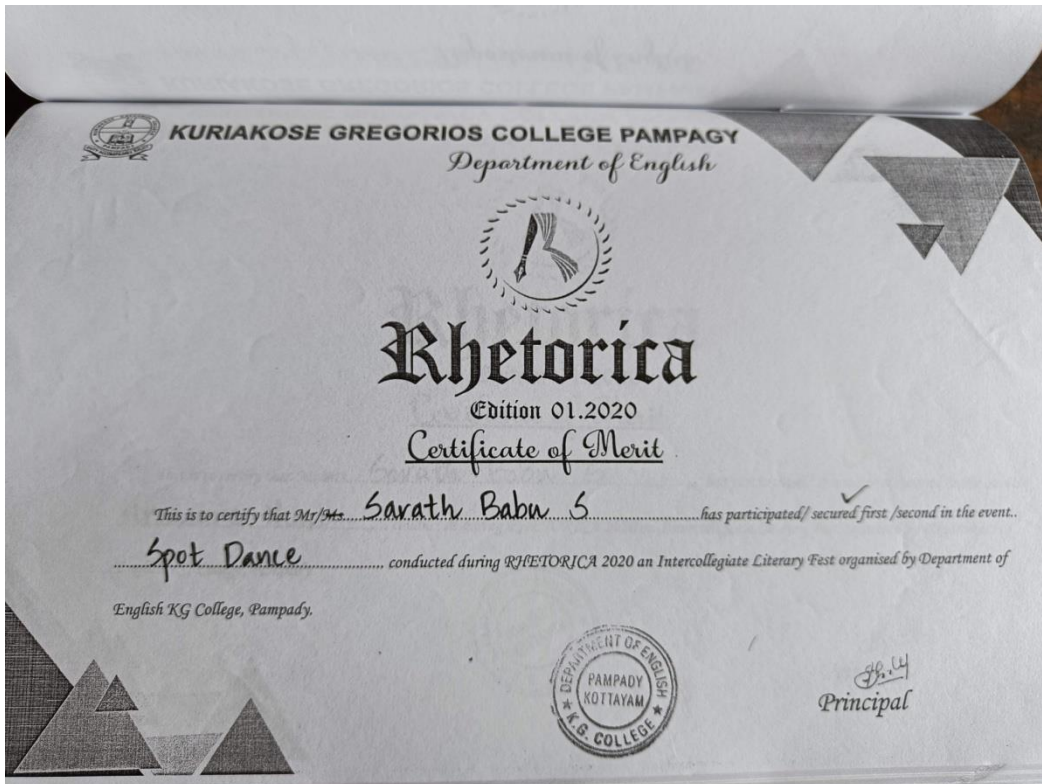 KURIAKOSE GREGORIOS COLLEGE PAMPAGY
Department of English
Rhetorica
Edition 01.2020
Certificate of Merit
This is to certify that Mr/Ms. Sarath Babu S has participated/ secured first /second in the event..
Spot Dance conducted during RHETORICA 2020 an Intercollegiate Literary Fest organised by Department of
English KG College, Pampady.
DEPARTMENT OF ENGLISH
PAMPADY
KOTTAYAM
K.G. COLLEGE
Principal